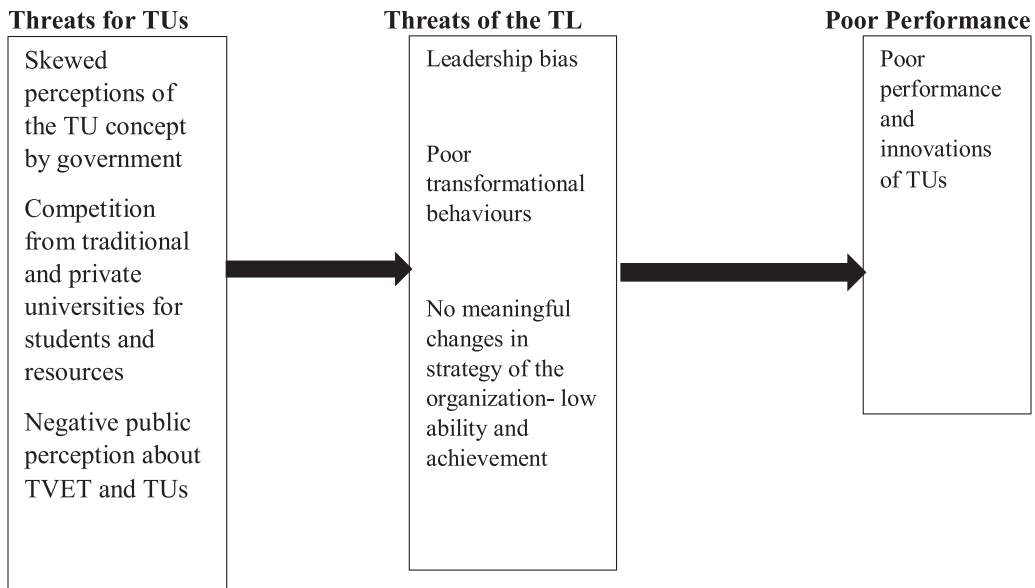 Threats for TUs
Skewed
perceptions of
the TU concept
by government
Competition
from traditional
and private
universities for
students and
resources
Negative public
perception about
TVET and TUs
Threats of the TL
Leadership bias
Poor
transformational
behaviours
No meaningful
changes in
strategy of the
organization- low
ability and
achievement
Poor Performance
Poor
performance
and
innovations
of TUs